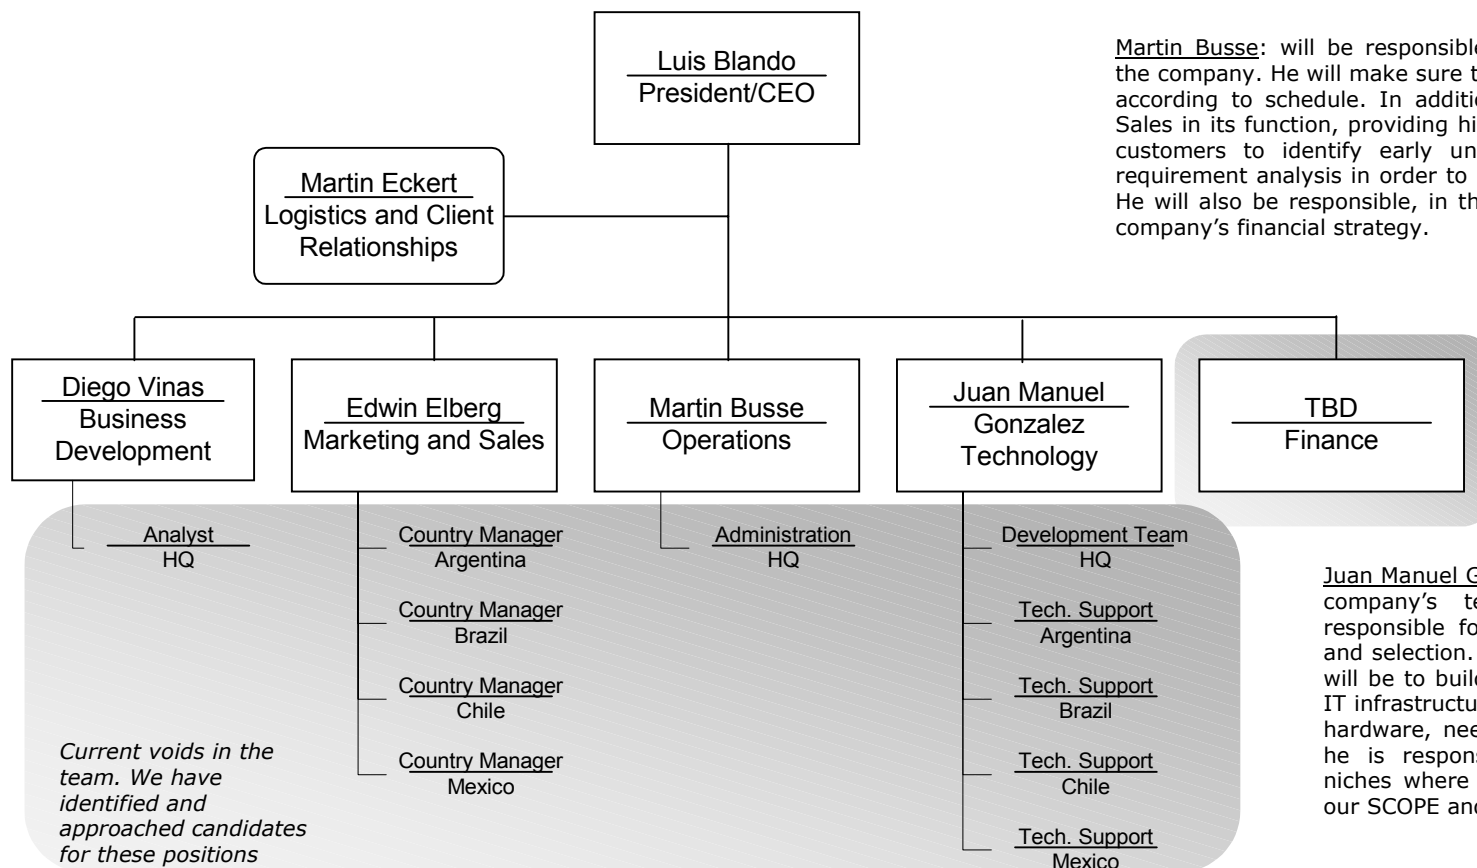 Luis Blando
President/CEO
Martin Eckert
Logistics and Client
Relationships
Martin Busse: will be responsible
the company. He will make sure t
according to schedule. In additi
Sales in its function, providing hi
customers to identify early un
requirement analysis in order to
He will also be responsible, in th
company's financial strategy.
Diego Vinas
Business
Development
Edwin Elberg
Marketing and Sales
Martin Busse
Operations
Juan Manuel
Gonzalez
Technology
TBD
Finance
Analyst
HQ
Country Manager
Argentina
Country Manager
Brazil
Country Manager
Chile
Country Manager
Mexico
Administration
HQ
Development Team
HQ
Tech. Support
Argentina
Tech. Support
Brazil
Tech. Support
Chile
Tech. Support
Mexico
Current voids in the
team. We have
identified and
approached candidates
for these positions
Juan Manuel G
company's te
responsible fo
and selection.
will be to build
IT infrastructu
hardware, nee
he is respons
niches where
our SCOPE and